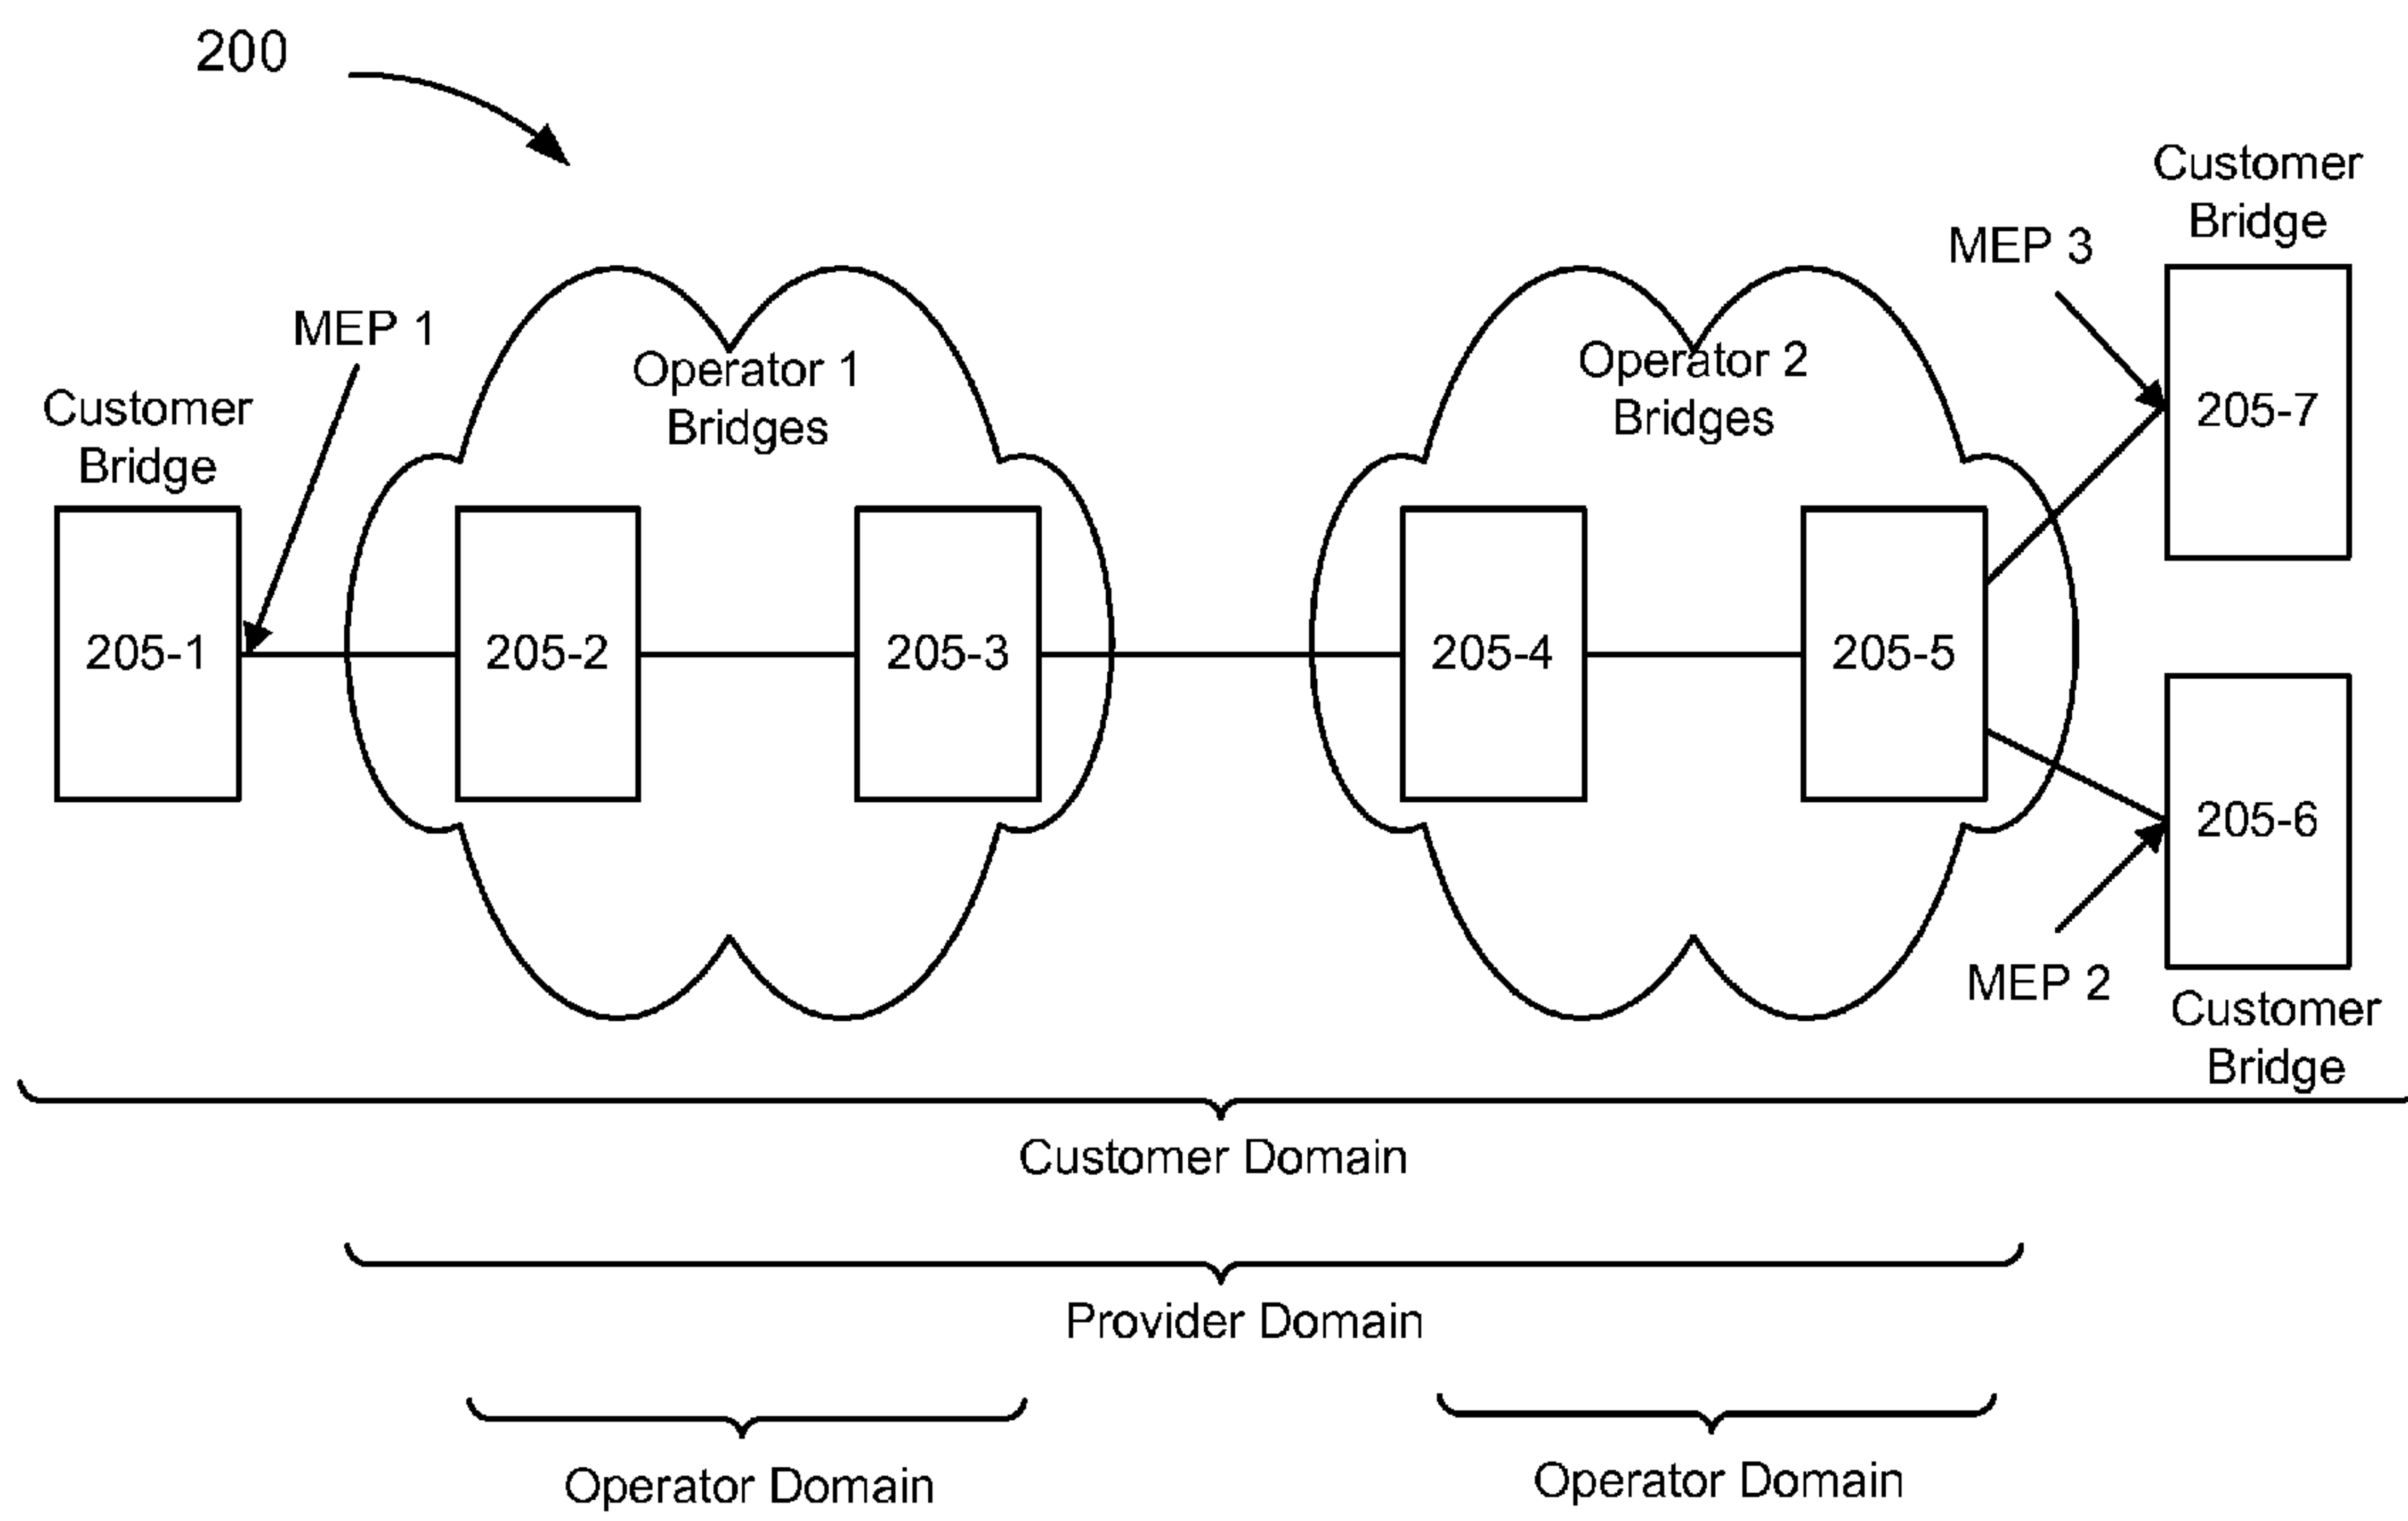 200
Customer
Bridge
MEP 3
MEP 1
Operator 1
Bridges
Operator 2
Bridges
Customer
Bridge
205-7
205-1
205-2
205-3
205-4
205-5
205-6
MEP 2
Customer
Bridge
Customer Domain
Provider Domain
Operator Domain
Operator Domain